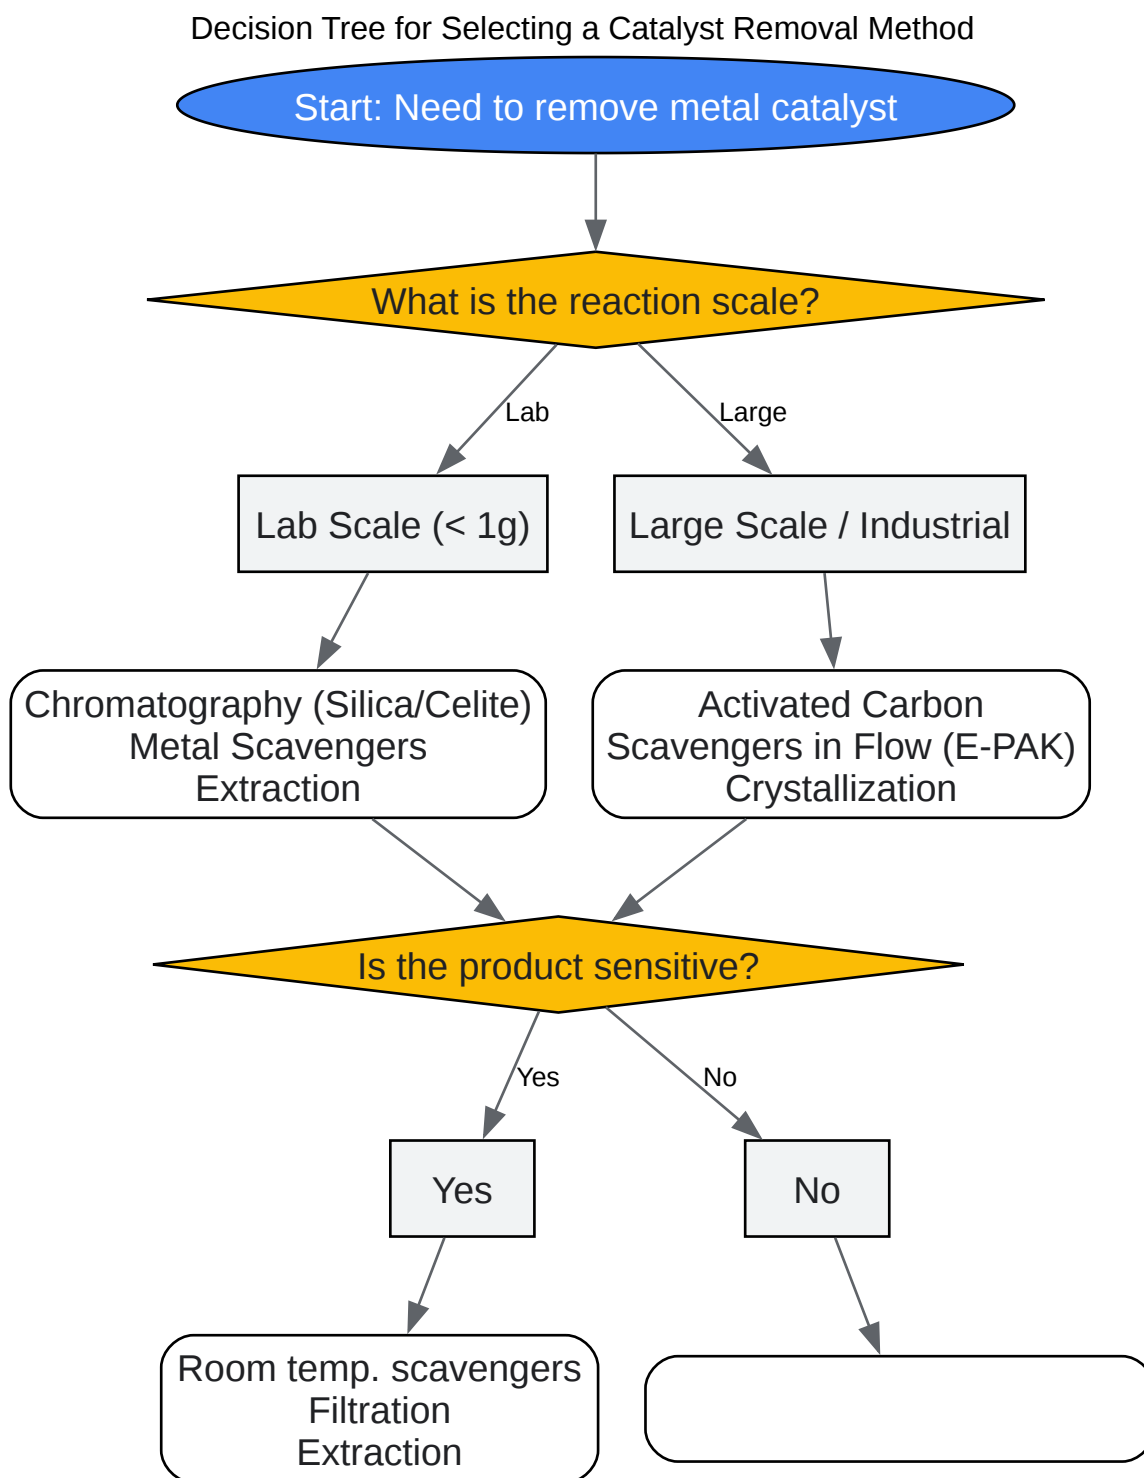 Decision Tree for Selecting a Catalyst Removal Method
Start: Need to remove metal catalyst
What is the reaction scale?
Lab
Large
Lab Scale (< 1g)
Large Scale / Industrial
Chromatography (Silica/Celite)
Metal Scavengers
Extraction
Activated Carbon
Scavengers in Flow (E-PAK)
Crystallization
Is the product sensitive?
Yes
No
Yes
No
Room temp. scavengers
Filtration
Extraction